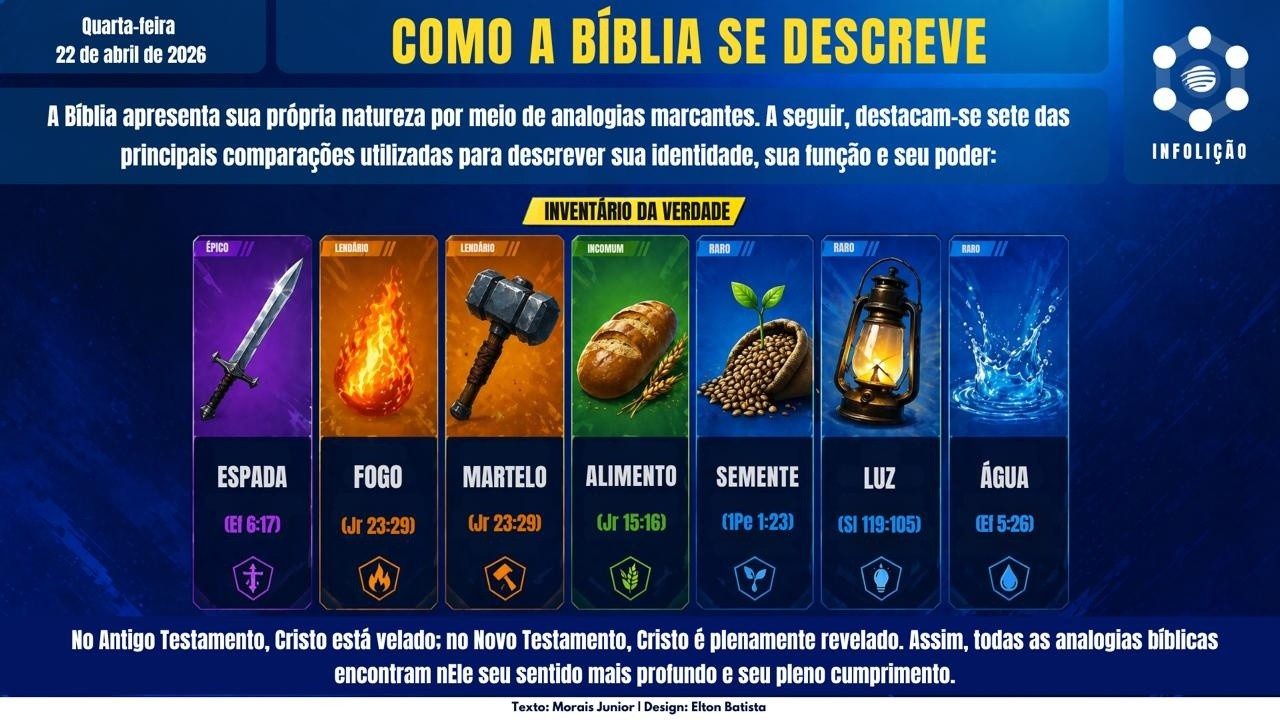 Quarta-feira
22 de abril de 2026
COMO A BÍBLIA SE DESCREVE
INFOLIÇÃO
A Bíblia apresenta sua própria natureza por meio de analogias marcantes. A seguir, destacam-se sete das
principais comparações utilizadas para descrever sua identidade, sua função e seu poder:
INVENTÁRIO DA VERDADE
ÉPICO
ESPADA
(Ef 6:17)
LENDÁRIO
FOGO
(Jr 23:29)
LENDÁRIO
MARTELO
(Jr 23:29)
INCOMUM
ALIMENTO
(Jr 15:16)
RARO
SEMENTE
(1Pe 1:23)
RARO
LUZ
(Sl 119:105)
RARO
ÁGUA
(Ef 5:26)
No Antigo Testamento, Cristo está velado; no Novo Testamento, Cristo é plenamente revelado. Assim, todas as analogias bíblicas
encontram nEle seu sentido mais profundo e seu pleno cumprimento.
Texto: Morais Junior | Design: Elton Batista